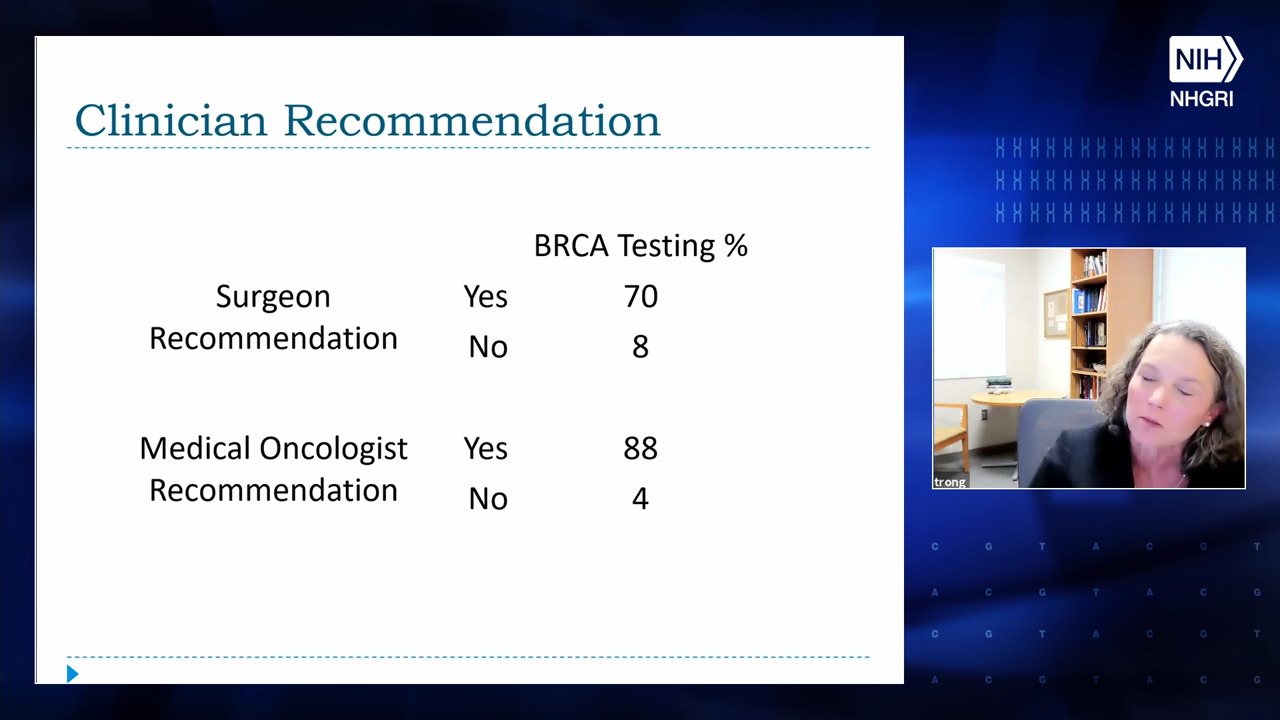 NIH
NHGRI
Clinician Recommendation
BRCA Testing %
Surgeon Yes 70
Recommendation
No 8
Medical Oncologist Yes 88
Recommendation
No 4
trong
C G T A C G T
A C G T A C G
C G T A C G T
A C G T A C G